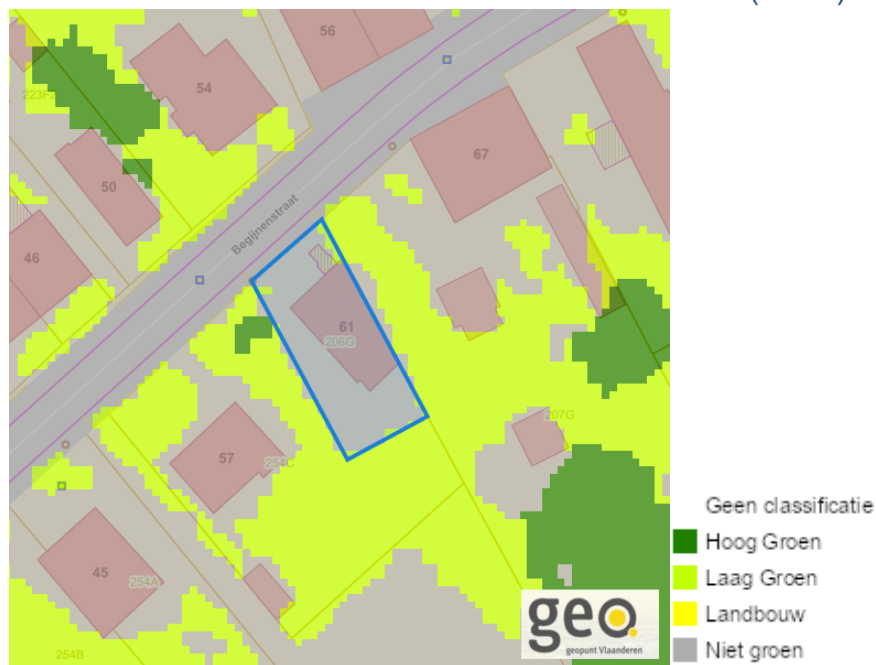 56
54
223F2
67
50
Begijnenstraat
46
61
206G
207G
57
254C
45
254A
254B
geo
geopunt Vlaanderen
Geen classificatie
Hoog Groen
Laag Groen
Landbouw
Niet groen